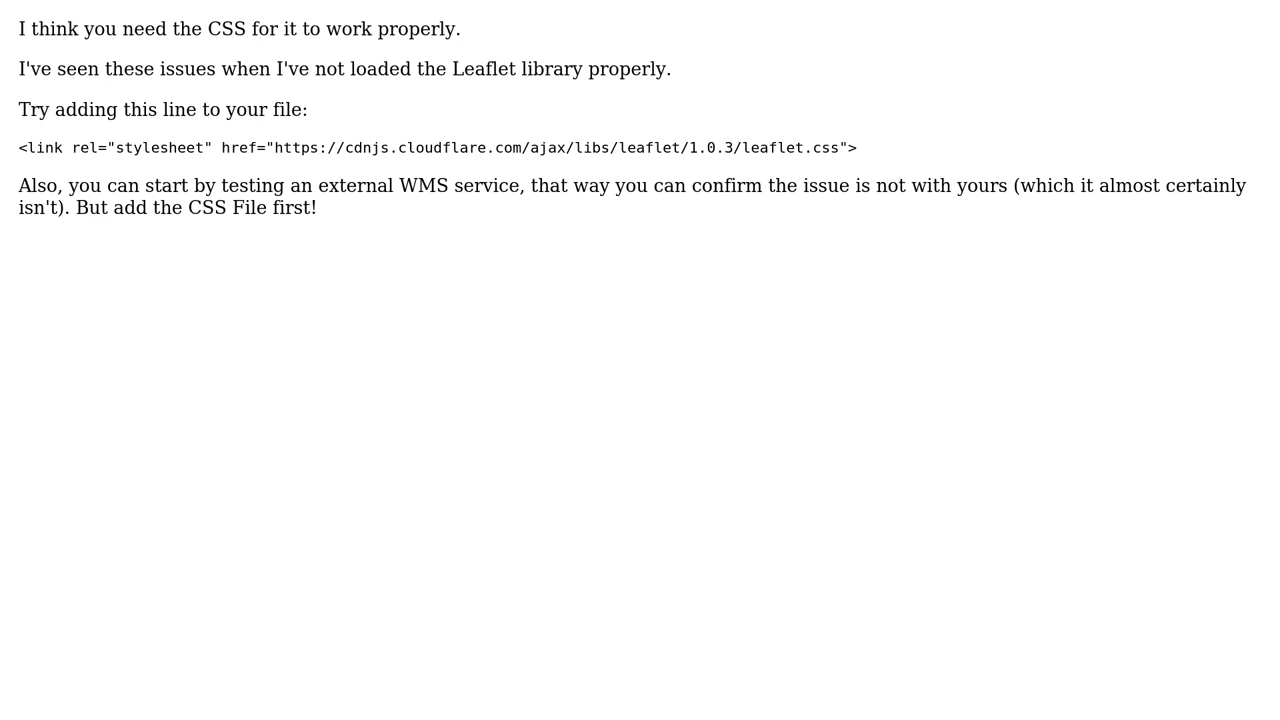 I think you need the CSS for it to work properly.
I've seen these issues when I've not loaded the Leaflet library properly.
Try adding this line to your file:
<link rel="stylesheet" href="https://cdnjs.cloudflare.com/ajax/libs/leaflet/1.0.3/leaflet.css">
Also, you can start by testing an external WMS service, that way you can confirm the issue is not with yours (which it almost certainly
isn't). But add the CSS File first!